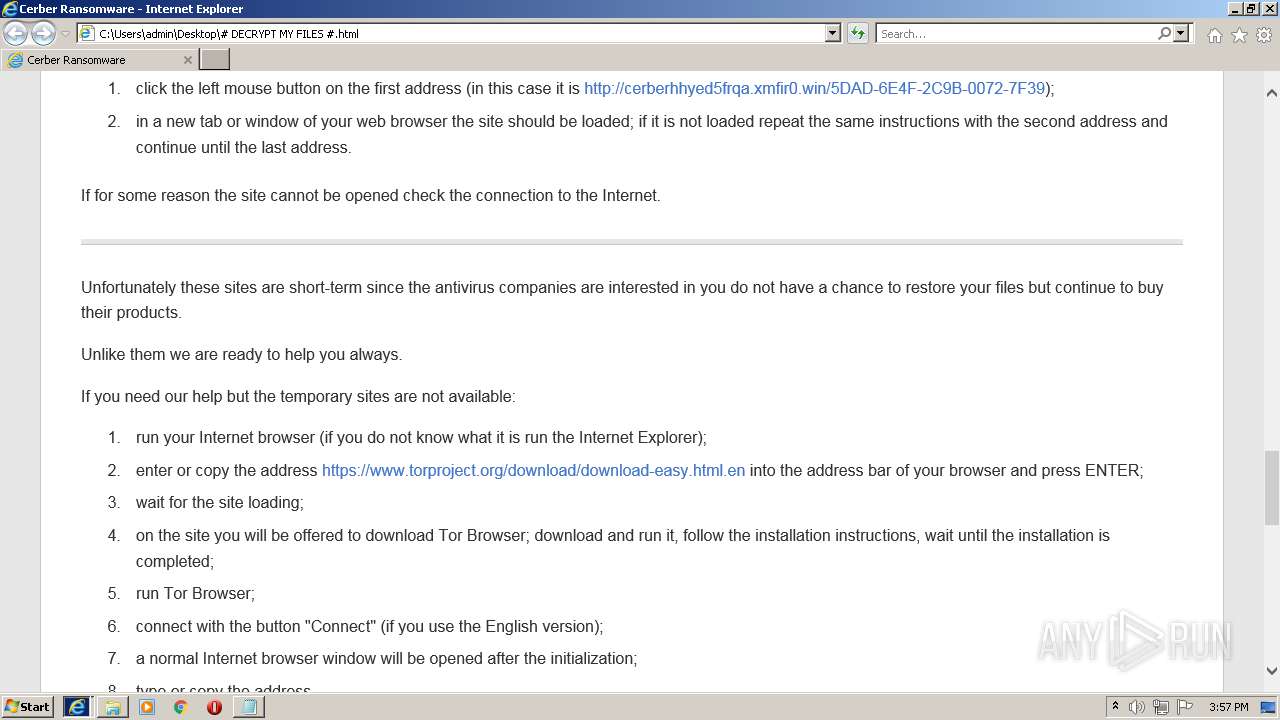 Cerber Ransomware - Internet Explorer
C:\Users\admin\Desktop\# DECRYPT MY FILES #.html
Search...
Cerber Ransomware
1. click the left mouse button on the first address (in this case it is http://cerberhhyed5frqa.xmfir0.win/5DAD-6E4F-2C9B-0072-7F39);
2. in a new tab or window of your web browser the site should be loaded; if it is not loaded repeat the same instructions with the second address and
continue until the last address.
If for some reason the site cannot be opened check the connection to the Internet.
Unfortunately these sites are short-term since the antivirus companies are interested in you do not have a chance to restore your files but continue to buy
their products.
Unlike them we are ready to help you always.
If you need our help but the temporary sites are not available:
1. run your Internet browser (if you do not know what it is run the Internet Explorer);
2. enter or copy the address https://www.torproject.org/download/download-easy.html.en into the address bar of your browser and press ENTER;
3. wait for the site loading;
4. on the site you will be offered to download Tor Browser; download and run it, follow the installation instructions, wait until the installation is
completed;
5. run Tor Browser;
6. connect with the button "Connect" (if you use the English version);
7. a normal Internet browser window will be opened after the initialization;
8. type or copy the address
ANY RUN
Start
3:57 PM